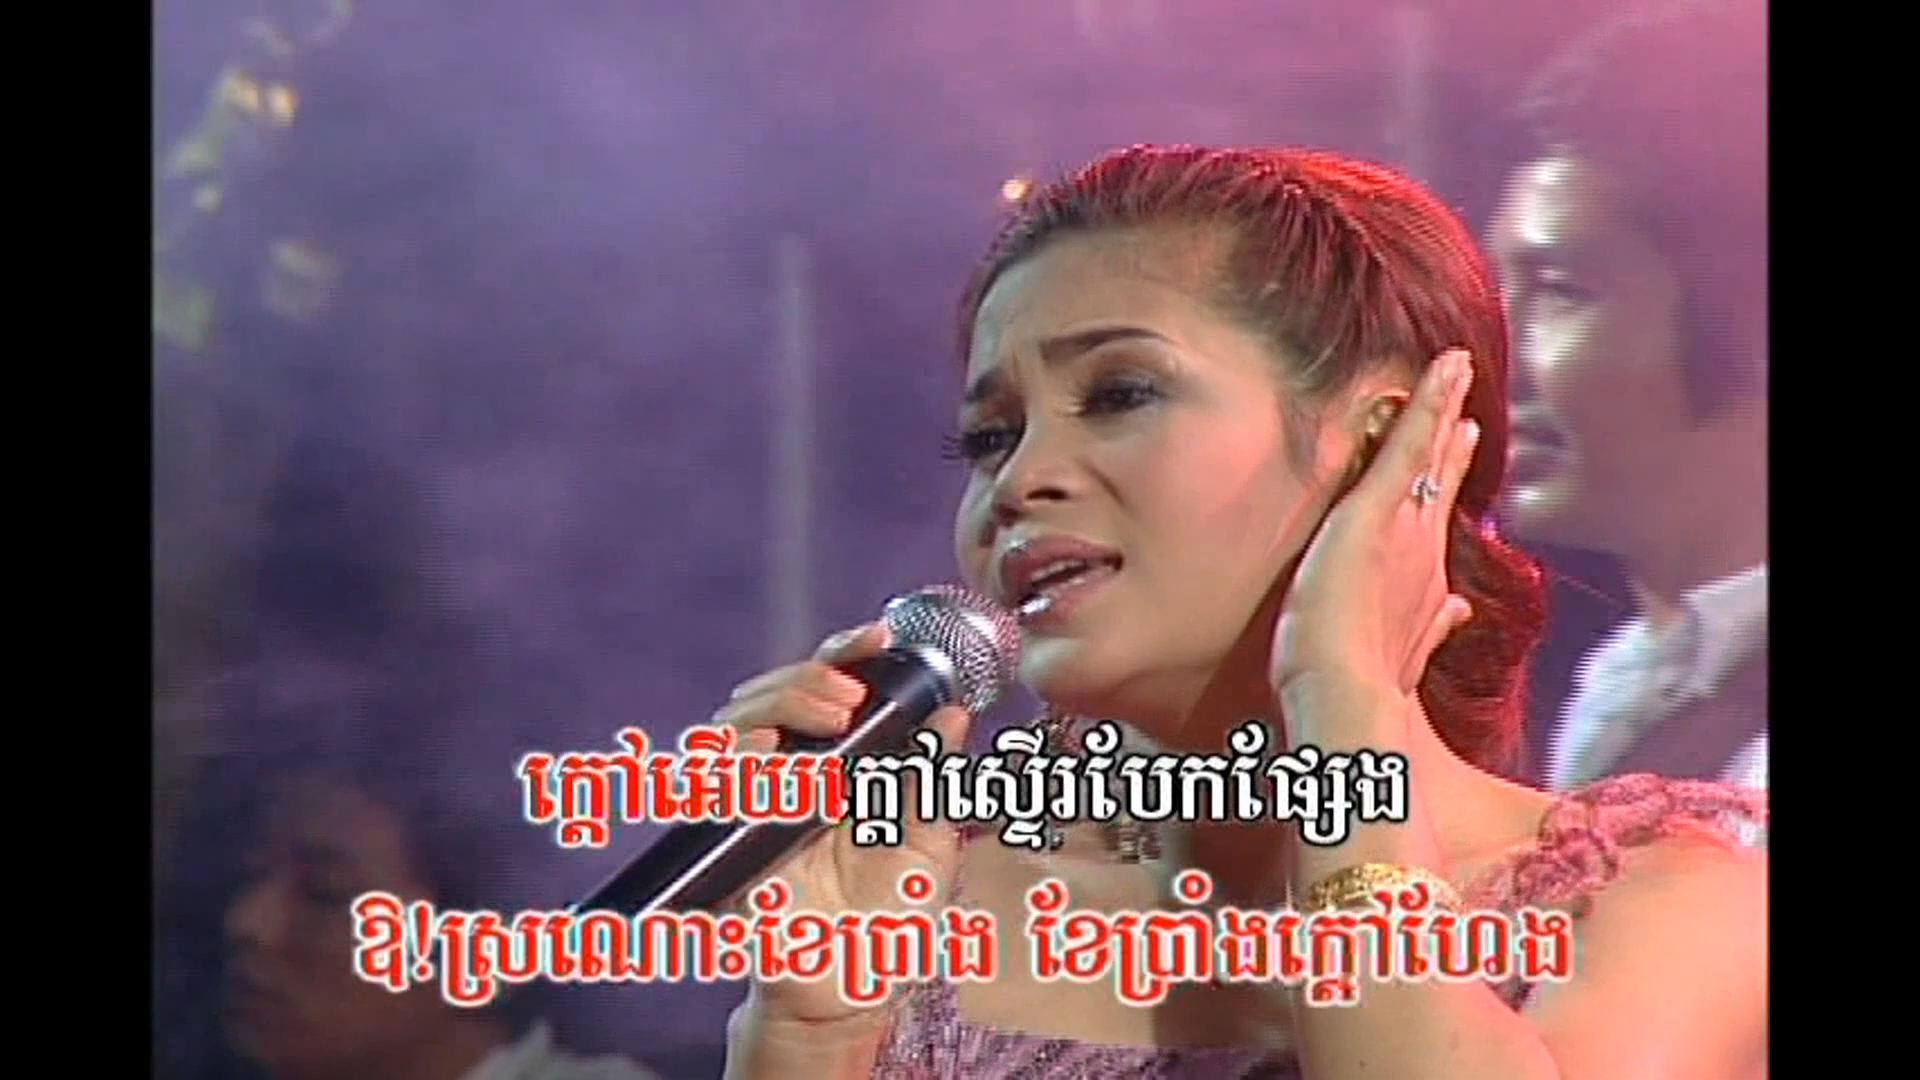 ក្ដៅអើយក្ដៅស្ទើរបែកផ្សែង
ឱ!ស្រណោះខែប្រាំង ខែប្រាំងក្ដៅហែង